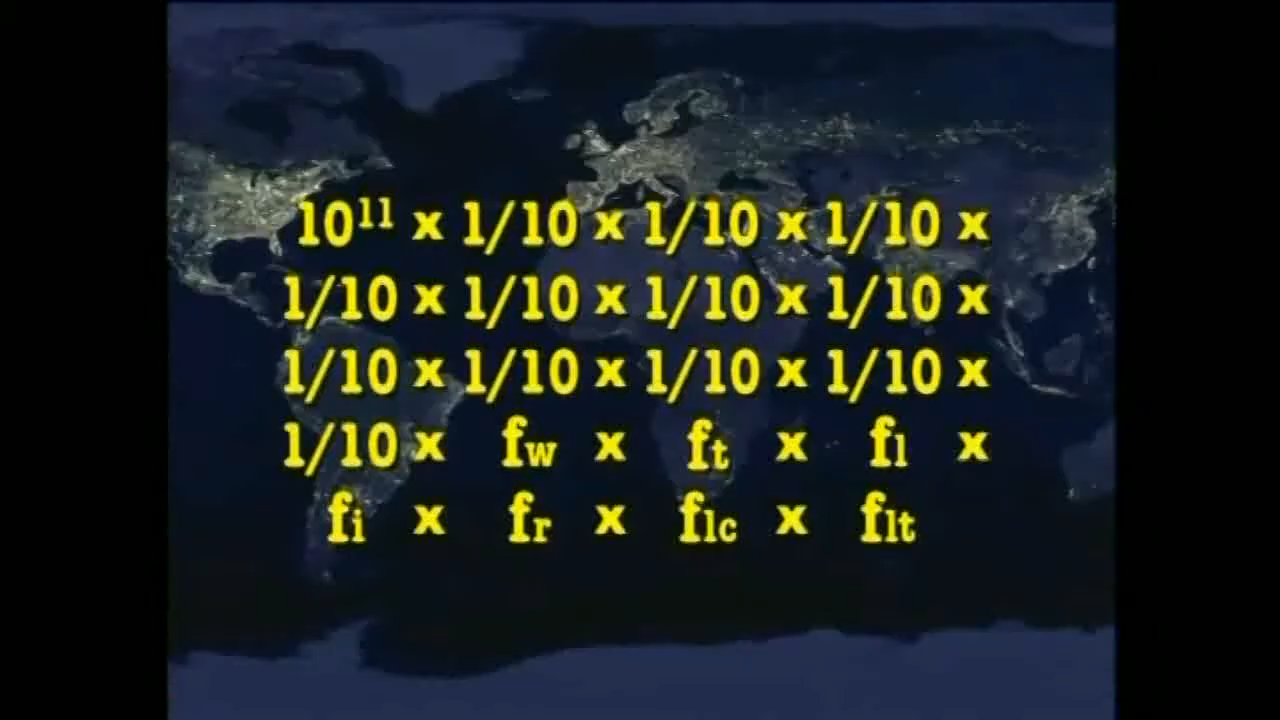 10¹¹ x 1/10 x 1/10 x 1/10 x
1/10 x 1/10 x 1/10 x 1/10 x
1/10 x 1/10 x 1/10 x 1/10 x
1/10 x fw x ft x fl x
fi x fr x flc x flt